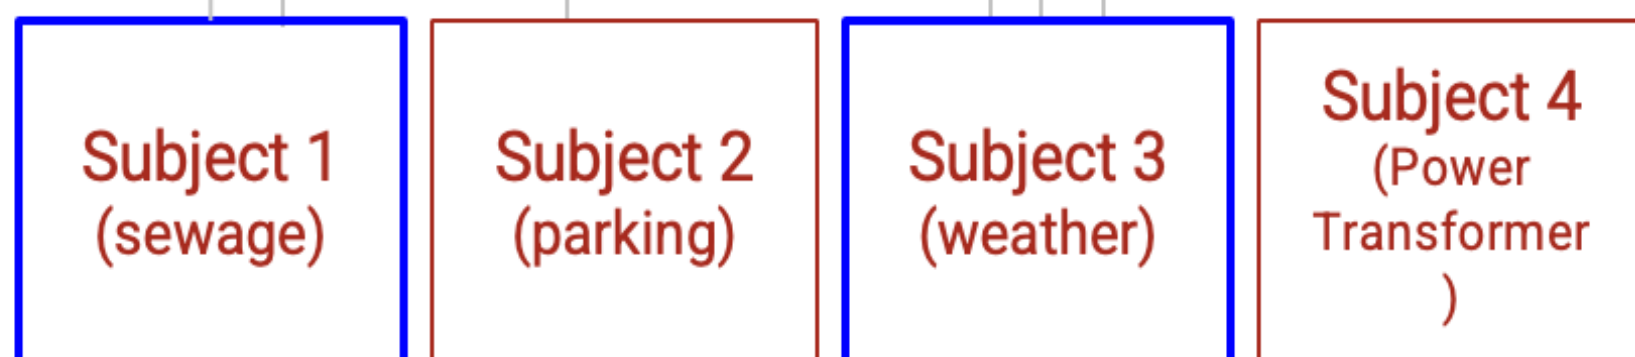 Subject 1
(sewage)
Subject 2
(parking)
Subject 3
(weather)
Subject 4
(Power
Transformer
)